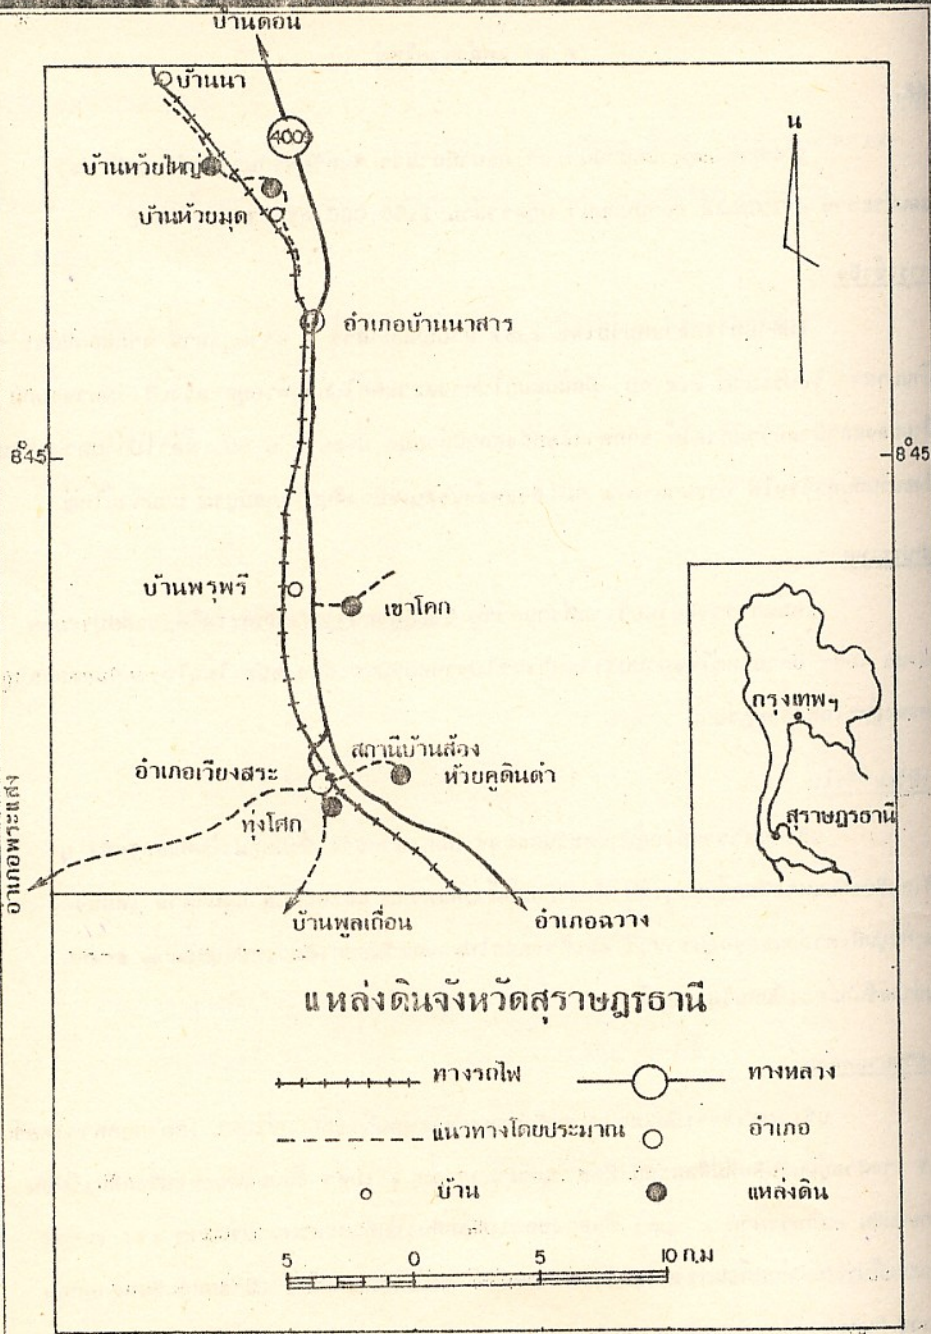 บ้านดอน
บ้านนา
4009
น
บ้านห้วยใหญ่
บ้านห้วยมุด
อำเภอบ้านนาสาร
8°45
8°45
บ้านพรุพรี
เขาโคก
กรุงเทพฯ
สุราษฎรธานี
สถานีบ้านส้อง
อำเภอเวียงสระ
ห้วยคูดินดำ
ทุ่งโศก
อำเภอพระแสง
บ้านพูลเถื่อน
อำเภอฉวาง
แหล่งดินจังหวัดสุราษฎรธานี
ทางรถไฟ
ทางหลวง
แนวทางโดยประมาณ
อำเภอ
บ้าน
แหล่งดิน
5 0 5 10 ก.ม